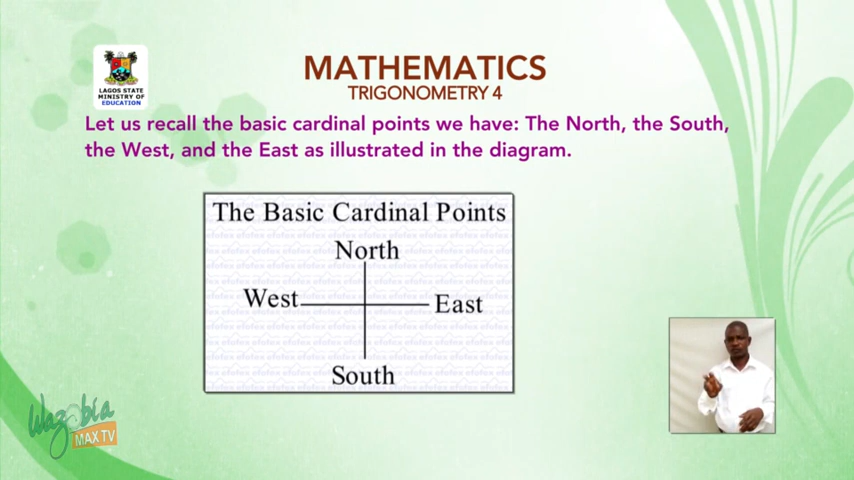 MATHEMATICS
TRIGONOMETRY 4
LAGOS STATE
MINISTRY OF
EDUCATION
Let us recall the basic cardinal points we have: The North, the South,
the West, and the East as illustrated in the diagram.
The Basic Cardinal Points
North
West
East
South
Wazobia
MAX TV